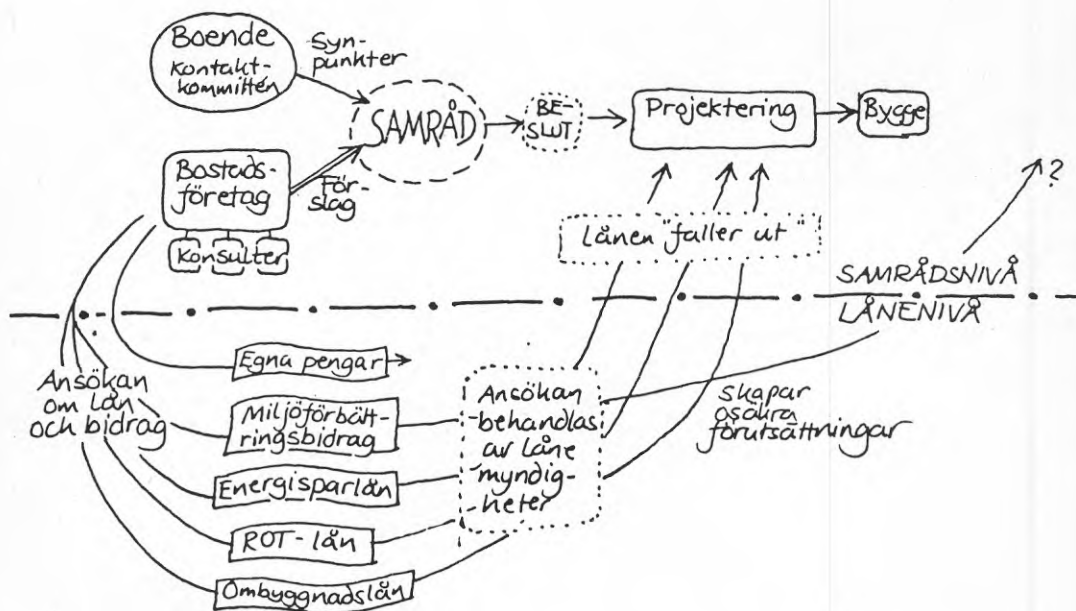 Boende
Kontakt-
kommittén
Syn-
punkter
SAMRÅD
BE-
SLUT
Projektering
Bygge
Bostads-
företag
För-
slag
Konsulter
Lånen "faller ut"
?
SAMRÅDSNIVÅ
LÅNENIVÅ
Ansökan
om lån
och bidrag
Egna pengar
Miljöförbätt-
ringsbidrag
Energisparlån
ROT-lån
Ombyggnadslån
Ansökan
behandlas
av låne
myndig-
heter
skapar
osäkra
förutsättningar